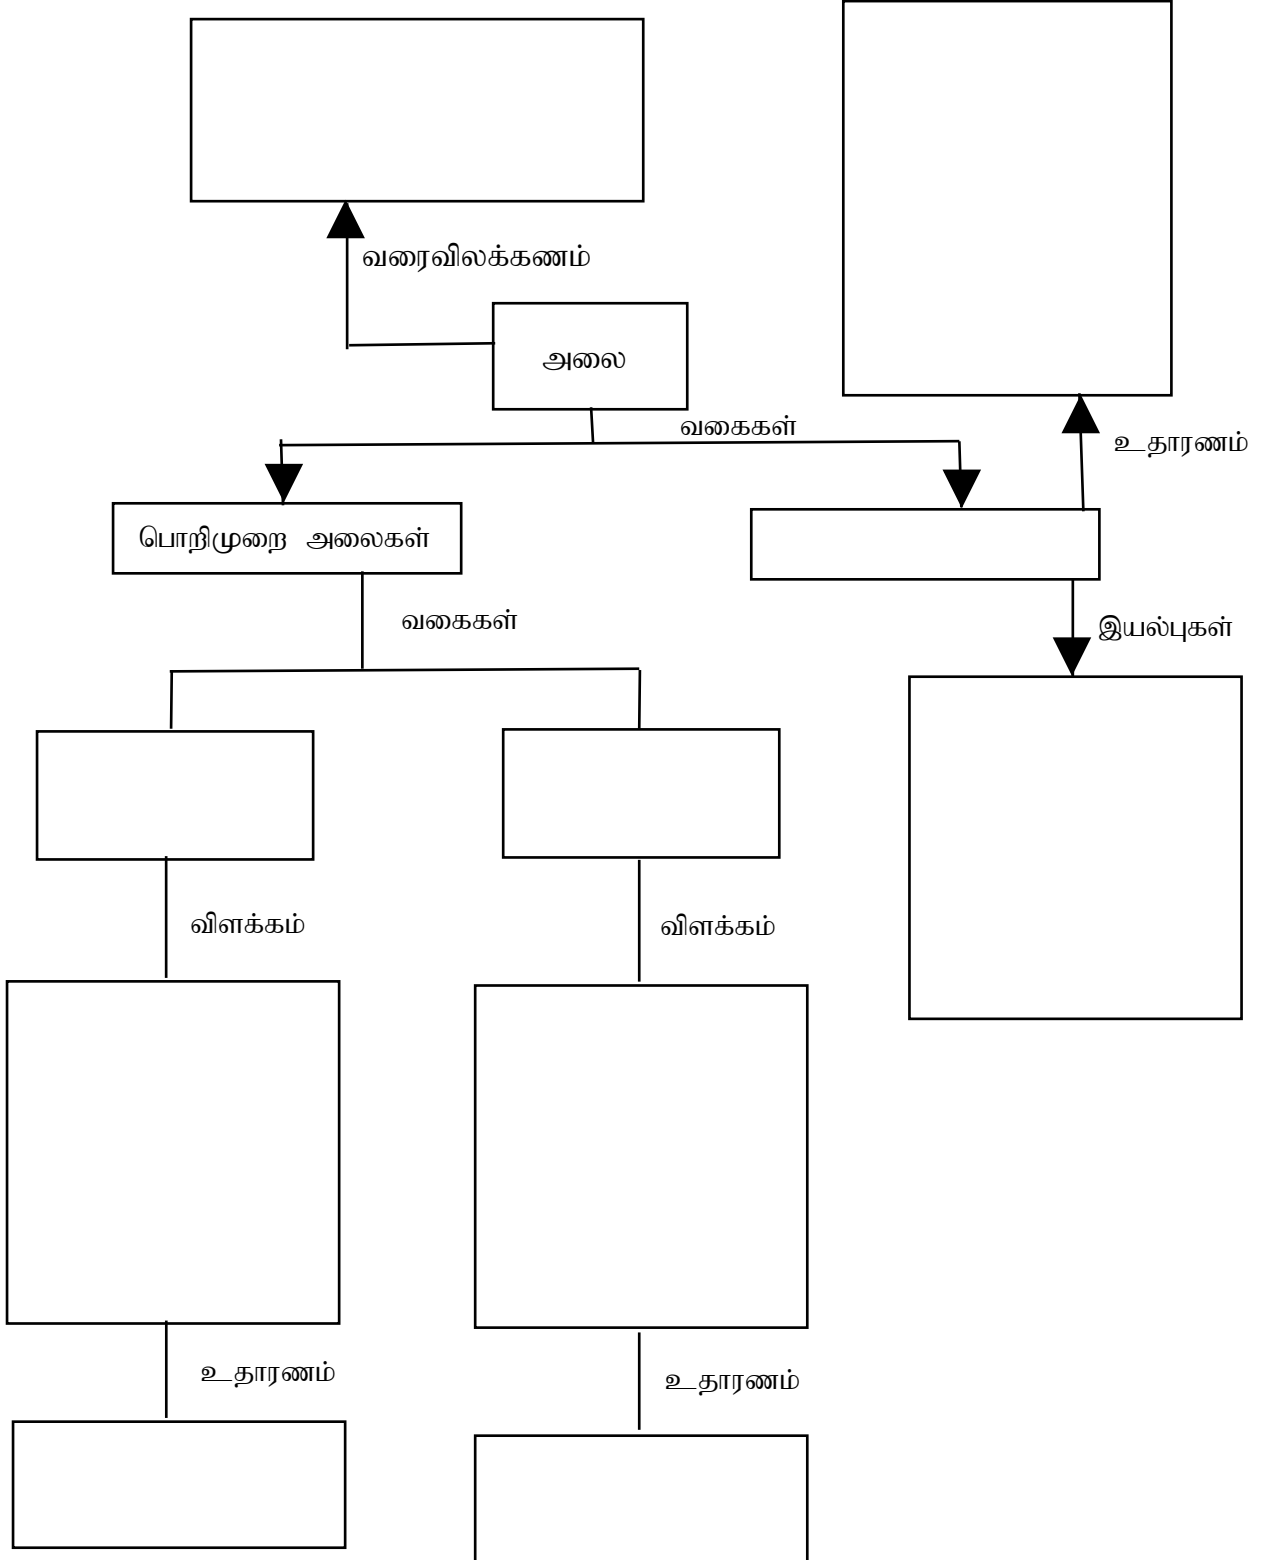 வரைவிலக்கணம்
அலை
வகைகள்
உதாரணம்
பொறிமுறை அலைகள்
வகைகள்
இயல்புகள்
விளக்கம்
விளக்கம்
உதாரணம்
உதாரணம்